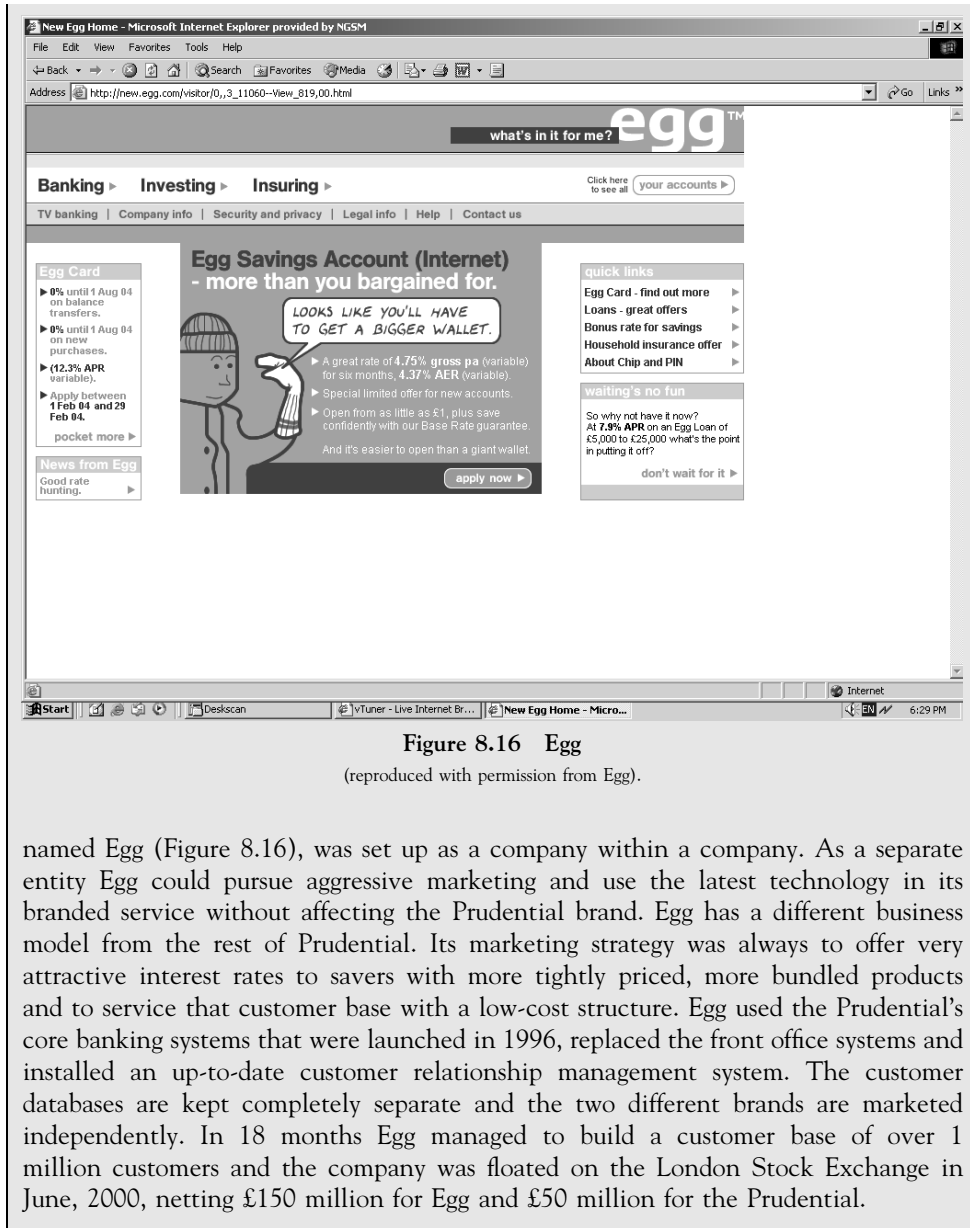 New Egg Home - Microsoft Internet Explorer provided by NGSM
File Edit View Favorites Tools Help
Back Search Favorites Media
Address http://new.egg.com/visitor/0,,3_11060--View_819,00.html Go Links »
what's in it for me? egg™
Banking Investing Insuring
Click here
to see all your accounts
TV banking | Company info | Security and privacy | Legal info | Help | Contact us
Egg Card
0% until 1 Aug 04
on balance
transfers.
0% until 1 Aug 04
on new
purchases.
(12.3% APR
variable).
Apply between
1 Feb 04 and 29
Feb 04.
pocket more
News from Egg
Good rate
hunting.
Egg Savings Account (Internet)
- more than you bargained for.
LOOKS LIKE YOU'LL HAVE
TO GET A BIGGER WALLET.
A great rate of 4.75% gross pa (variable)
for six months, 4.37% AER (variable).
Special limited offer for new accounts.
Open from as little as £1, plus save
confidently with our Base Rate guarantee.
And it's easier to open than a giant wallet.
apply now
quick links
Egg Card - find out more
Loans - great offers
Bonus rate for savings
Household insurance offer
About Chip and PIN
waiting's no fun
So why not have it now?
At 7.9% APR on an Egg Loan of
£5,000 to £25,000 what's the point
in putting it off?
don't wait for it
Internet
Start Deskscan vTuner - Live Internet Br... New Egg Home - Micro... EN 6:29 PM
Figure 8.16 Egg
(reproduced with permission from Egg).
named Egg (Figure 8.16), was set up as a company within a company. As a separate
entity Egg could pursue aggressive marketing and use the latest technology in its
branded service without affecting the Prudential brand. Egg has a different business
model from the rest of Prudential. Its marketing strategy was always to offer very
attractive interest rates to savers with more tightly priced, more bundled products
and to service that customer base with a low-cost structure. Egg used the Prudential's
core banking systems that were launched in 1996, replaced the front office systems and
installed an up-to-date customer relationship management system. The customer
databases are kept completely separate and the two different brands are marketed
independently. In 18 months Egg managed to build a customer base of over 1
million customers and the company was floated on the London Stock Exchange in
June, 2000, netting £150 million for Egg and £50 million for the Prudential.